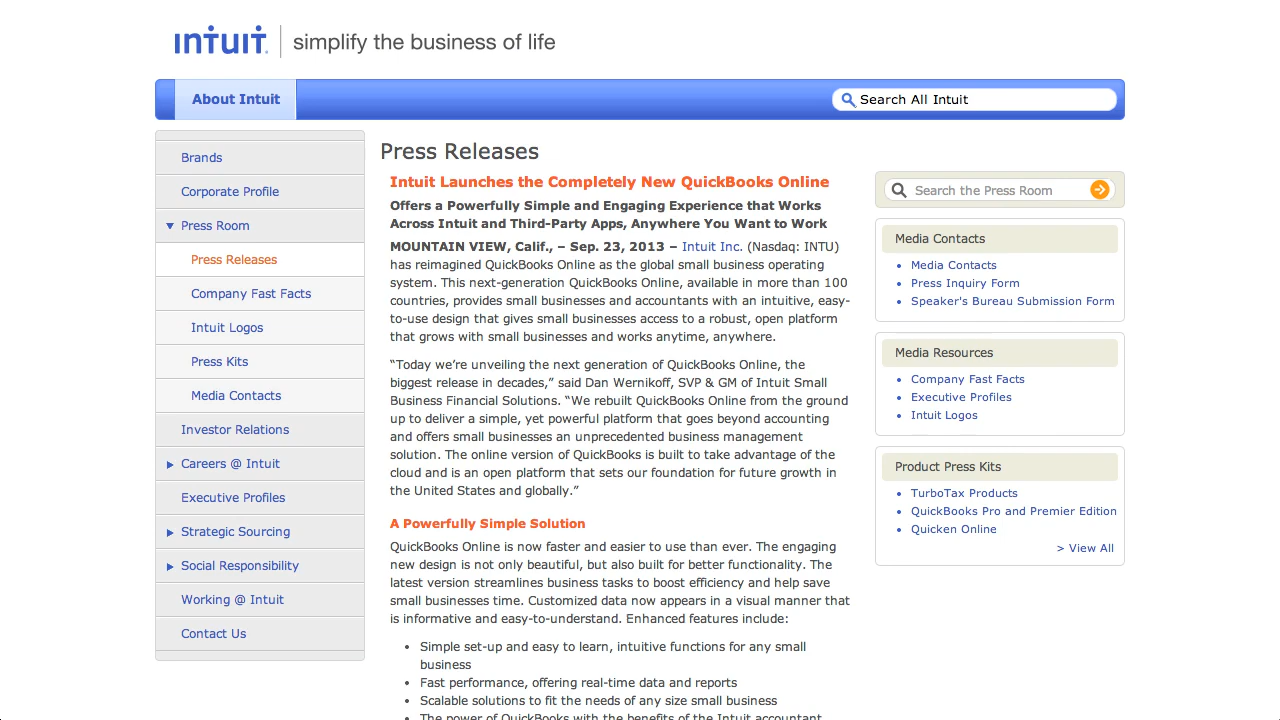 intuit. simplify the business of life
About Intuit
Search All Intuit
Brands
Corporate Profile
Press Room
Press Releases
Company Fast Facts
Intuit Logos
Press Kits
Media Contacts
Investor Relations
Careers @ Intuit
Executive Profiles
Strategic Sourcing
Social Responsibility
Working @ Intuit
Contact Us
Press Releases
Intuit Launches the Completely New QuickBooks Online
Offers a Powerfully Simple and Engaging Experience that Works
Across Intuit and Third-Party Apps, Anywhere You Want to Work
MOUNTAIN VIEW, Calif., – Sep. 23, 2013 – Intuit Inc. (Nasdaq: INTU)
has reimagined QuickBooks Online as the global small business operating
system. This next-generation QuickBooks Online, available in more than 100
countries, provides small businesses and accountants with an intuitive, easy-
to-use design that gives small businesses access to a robust, open platform
that grows with small businesses and works anytime, anywhere.
“Today we’re unveiling the next generation of QuickBooks Online, the
biggest release in decades,” said Dan Wernikoff, SVP & GM of Intuit Small
Business Financial Solutions. “We rebuilt QuickBooks Online from the ground
up to deliver a simple, yet powerful platform that goes beyond accounting
and offers small businesses an unprecedented business management
solution. The online version of QuickBooks is built to take advantage of the
cloud and is an open platform that sets our foundation for future growth in
the United States and globally.”
A Powerfully Simple Solution
QuickBooks Online is now faster and easier to use than ever. The engaging
new design is not only beautiful, but also built for better functionality. The
latest version streamlines business tasks to boost efficiency and help save
small businesses time. Customized data now appears in a visual manner that
is informative and easy-to-understand. Enhanced features include:
• Simple set-up and easy to learn, intuitive functions for any small
business
• Fast performance, offering real-time data and reports
• Scalable solutions to fit the needs of any size small business
• The power of QuickBooks with the benefits of the Intuit accountant
Search the Press Room
Media Contacts
• Media Contacts
• Press Inquiry Form
• Speaker's Bureau Submission Form
Media Resources
• Company Fast Facts
• Executive Profiles
• Intuit Logos
Product Press Kits
• TurboTax Products
• QuickBooks Pro and Premier Edition
• Quicken Online
> View All